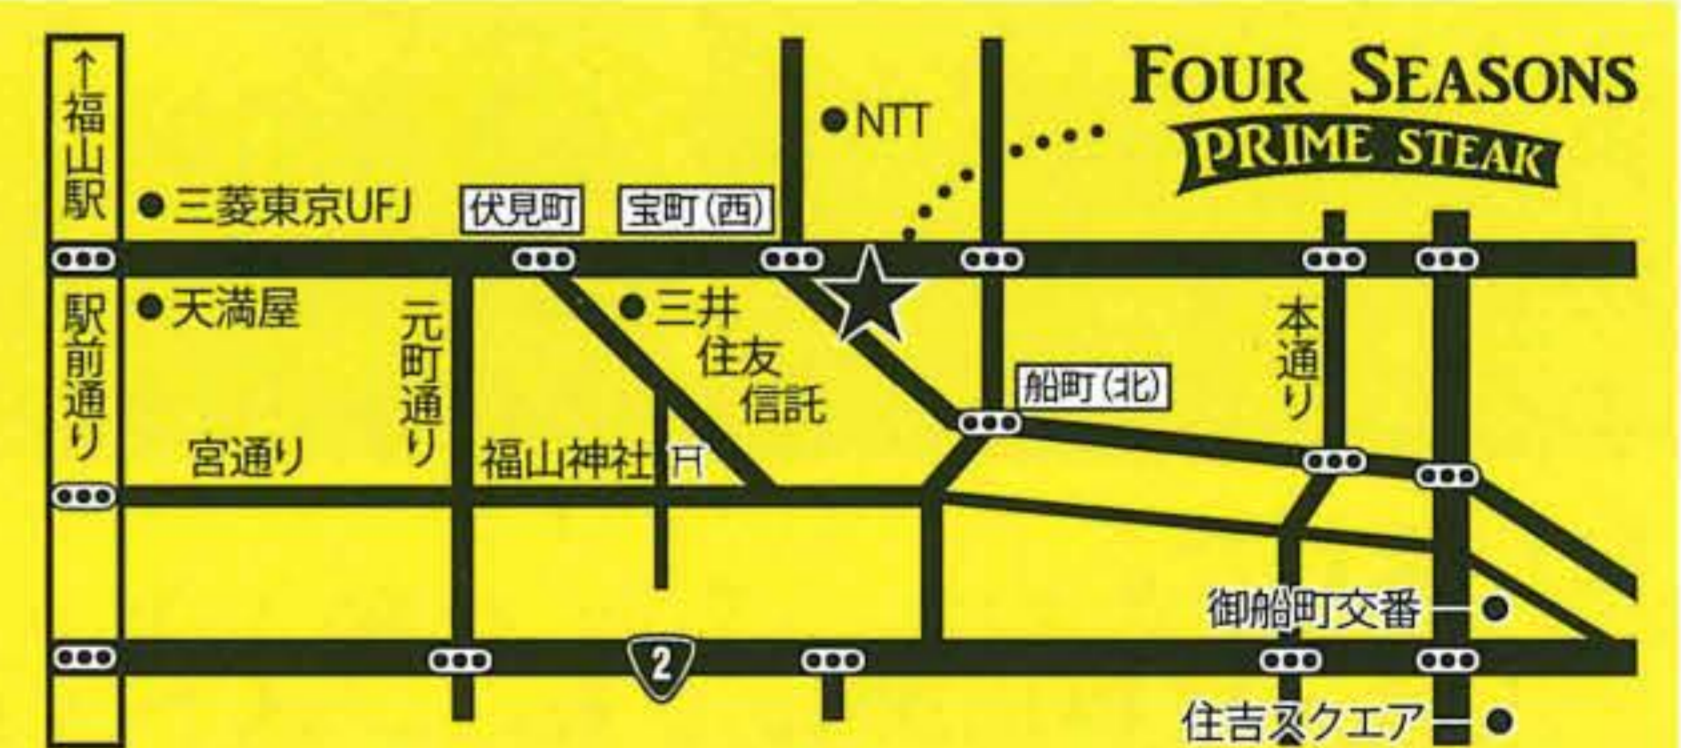 ↑福山駅
駅前通り
FOUR SEASONS
PRIME STEAK
NTT
三菱東京UFJ
伏見町
宝町(西)
天満屋
元町通り
三井
住友
信託
本通り
船町(北)
宮通り
福山神社
御船町交番
2
住吉スクエア